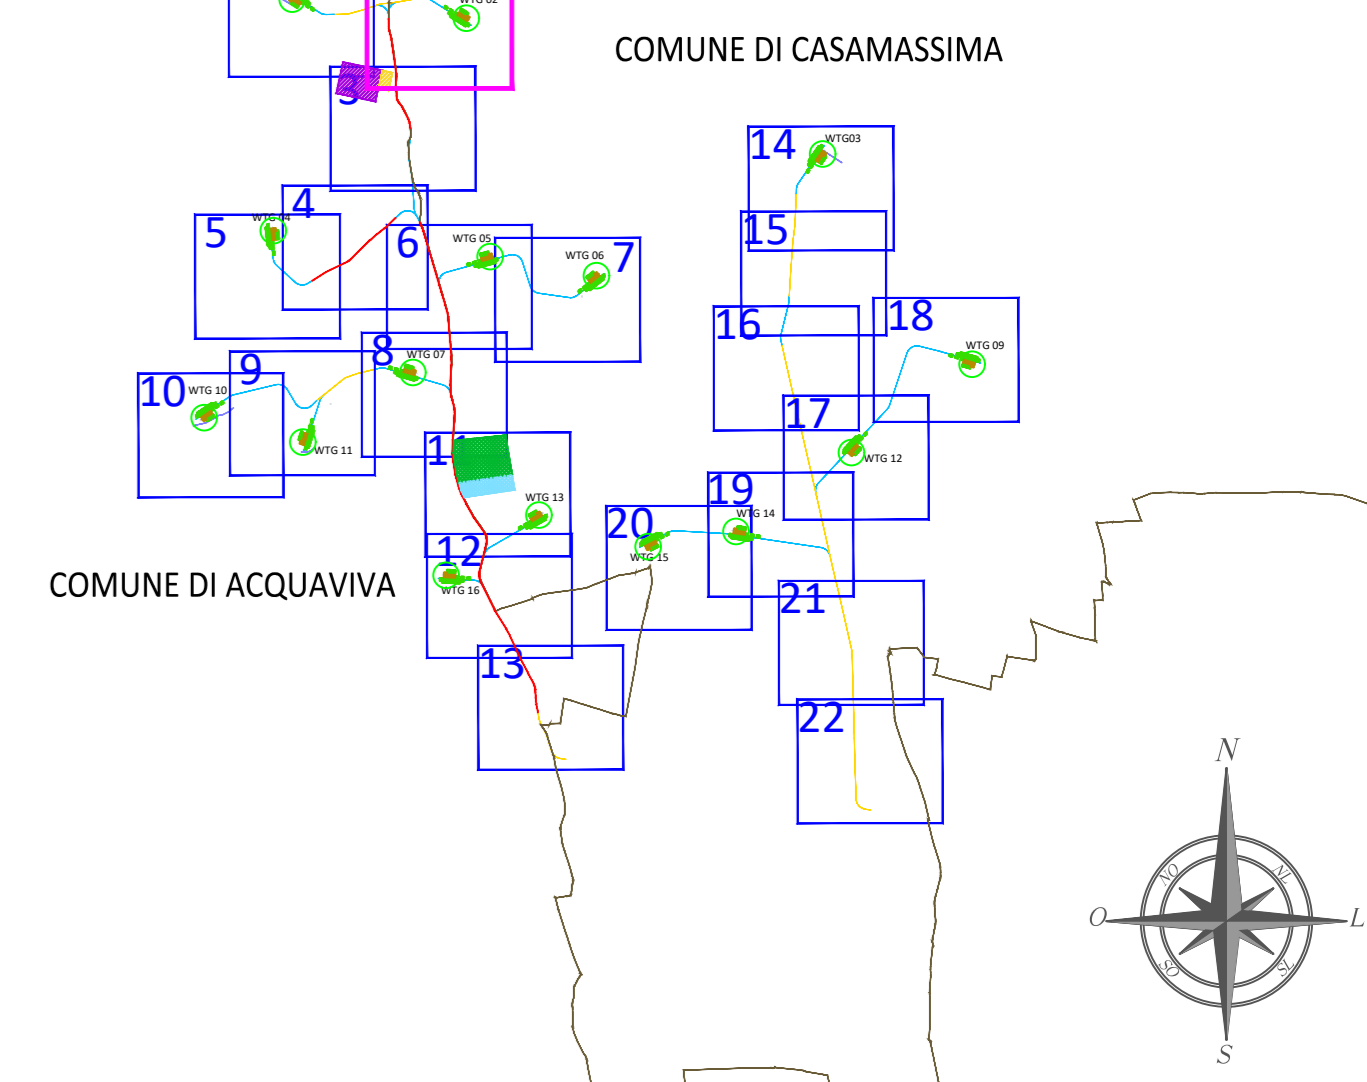 COMUNE DI CASAMASSIMA
3
14
WTG03
4
5
WTG 04
15
6
WTG 05
WTG 06
7
16
18
8
WTG 07
WTG 09
9
10
WTG 10
17
WTG 11
11
WTG 12
19
WTG 13
20
WTG 14
12
WTG 15
COMUNE DI ACQUAVIVA
WTG 16
21
13
22
N
NO
NL
O
L
SO
SL
S